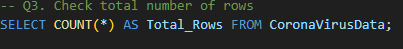 -- Q3. Check total number of rows
SELECT COUNT(*) AS Total_Rows FROM CoronaVirusData;